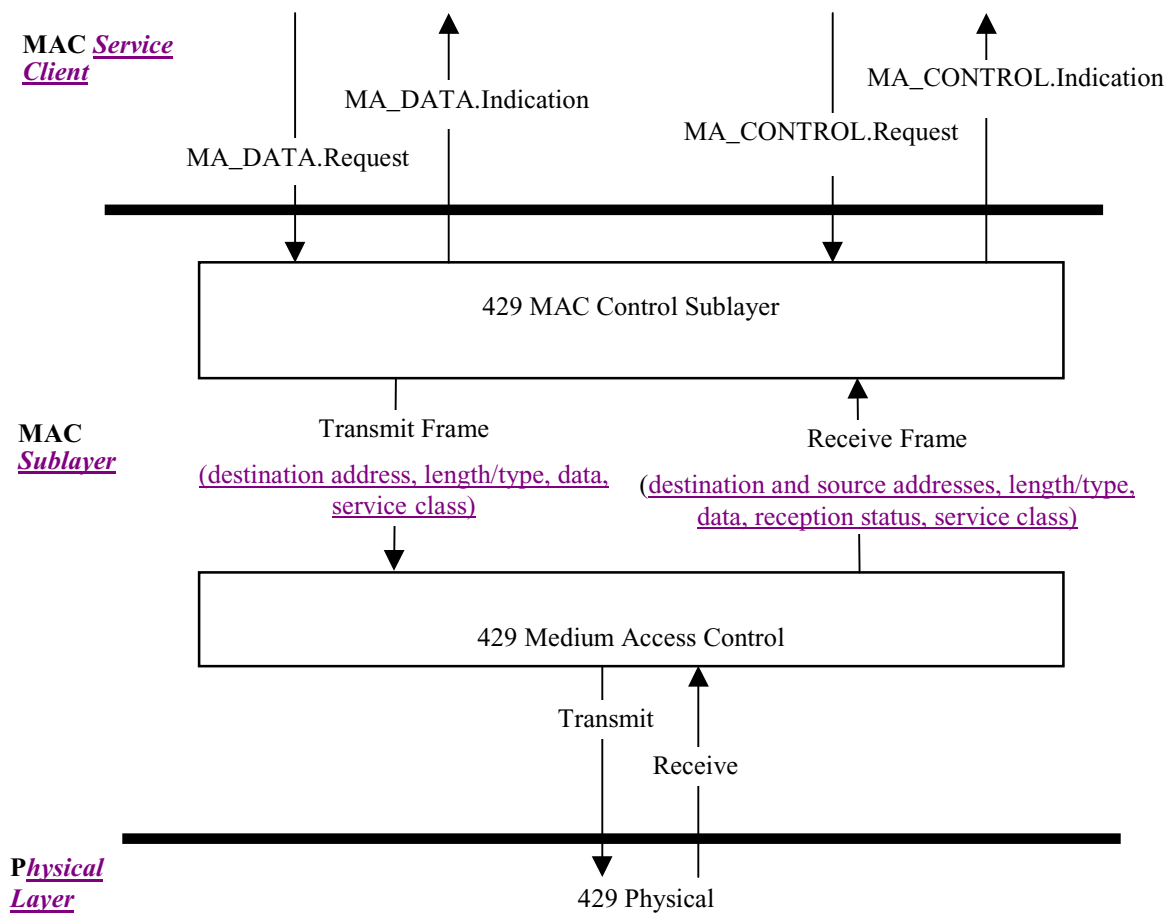 MAC Service
Client
MA_DATA.Indication
MA_CONTROL.Indication
MA_DATA.Request
MA_CONTROL.Request
429 MAC Control Sublayer
MAC
Sublayer
Transmit Frame
(destination address, length/type, data,
service class)
Receive Frame
(destination and source addresses, length/type,
data, reception status, service class)
429 Medium Access Control
Transmit
Receive
Physical
Layer
429 Physical